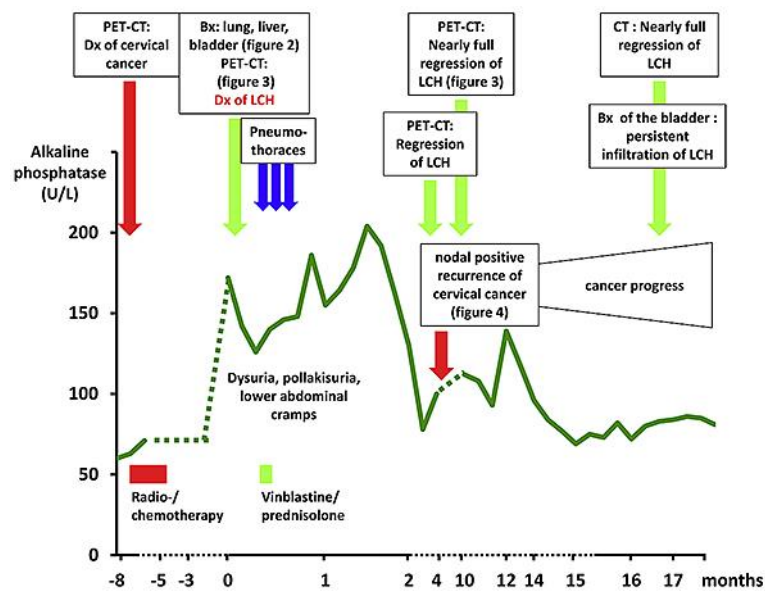 PET-CT:
Dx of cervical
cancer
Bx: lung, liver,
bladder (figure 2)
PET-CT:
(figure 3)
Dx of LCH
Pneumo-
thoraces
PET-CT:
Nearly full
regression of
LCH (figure 3)
PET-CT:
Regression
of LCH
CT : Nearly full
regression of
LCH
Bx of the bladder :
persistent
infiltration of LCH
Alkaline
phosphatase
(U/L)
200
150
100
50
0
nodal positive
recurrence of
cervical cancer
(figure 4)
cancer progress
Dysuria, pollakisuria,
lower abdominal
cramps
Radio-/
chemotherapy
Vinblastine/
prednisolone
-8 -5 -3 0 1 2 4 10 12 14 15 16 17 months